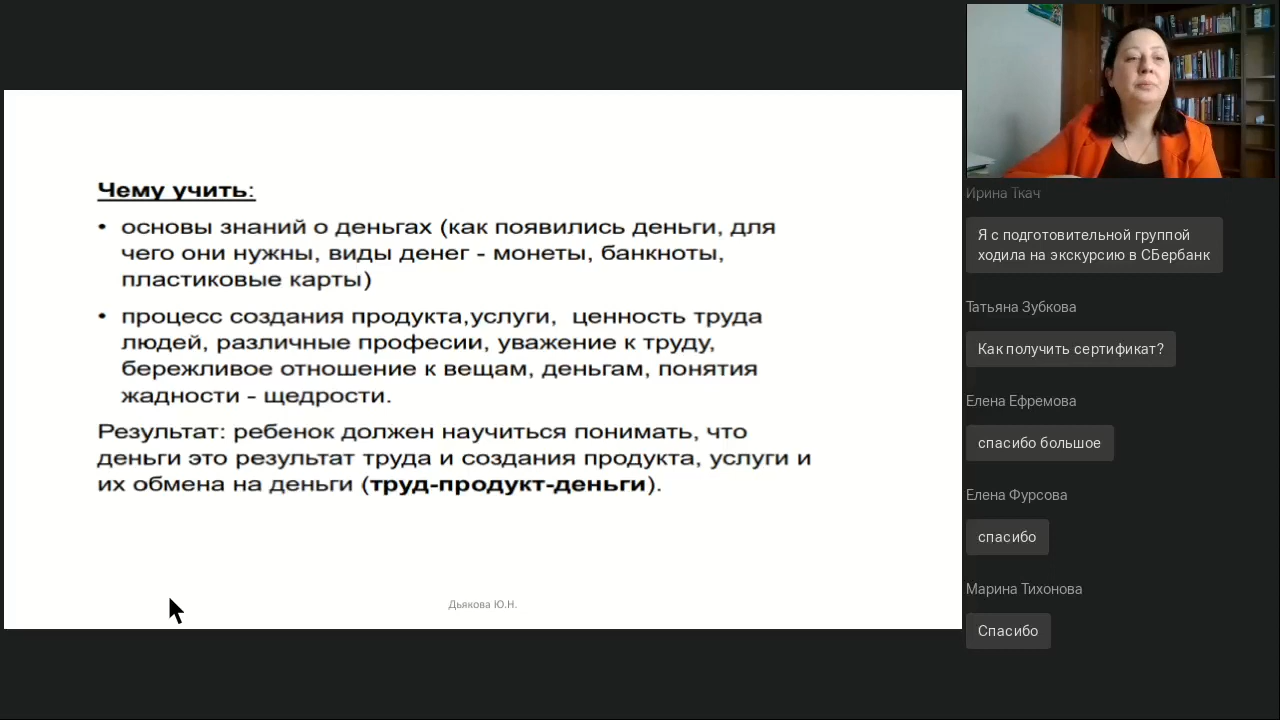 Чему учить:
• основы знаний о деньгах (как появились деньги, для
чего они нужны, виды денег - монеты, банкноты,
пластиковые карты)
• процесс создания продукта,услуги, ценность труда
людей, различные професии, уважение к труду,
бережливое отношение к вещам, деньгам, понятия
жадности - щедрости.
Результат: ребенок должен научиться понимать, что
деньги это результат труда и создания продукта, услуги и
их обмена на деньги (труд-продукт-деньги).
Дьякова Ю.Н.
Ирина Ткач
Я с подготовительной группой
ходила на экскурсию в СБербанк
Татьяна Зубкова
Как получить сертификат?
Елена Ефремова
спасибо большое
Елена Фурсова
спасибо
Марина Тихонова
Спасибо